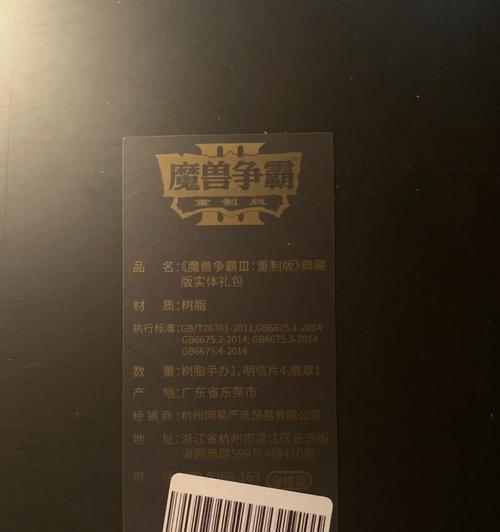 魔兽争霸
重制版
品 名:《魔兽争霸III:重制版》典藏
版实体礼包
材 质:树脂
执行标准:GB/T26701-2011;GB6675.1-2014
GB6675.2-2014; GB6675.3-2014
GB6675.4-2014
数 量:树脂手办1,明信片4,徽章1
产 地:广东省东莞市
经 销 商:杭州网易严选贸易有限公司
地 址:浙江省杭州市滨江区长河街
道网商路599号4幢410室
电
合格证